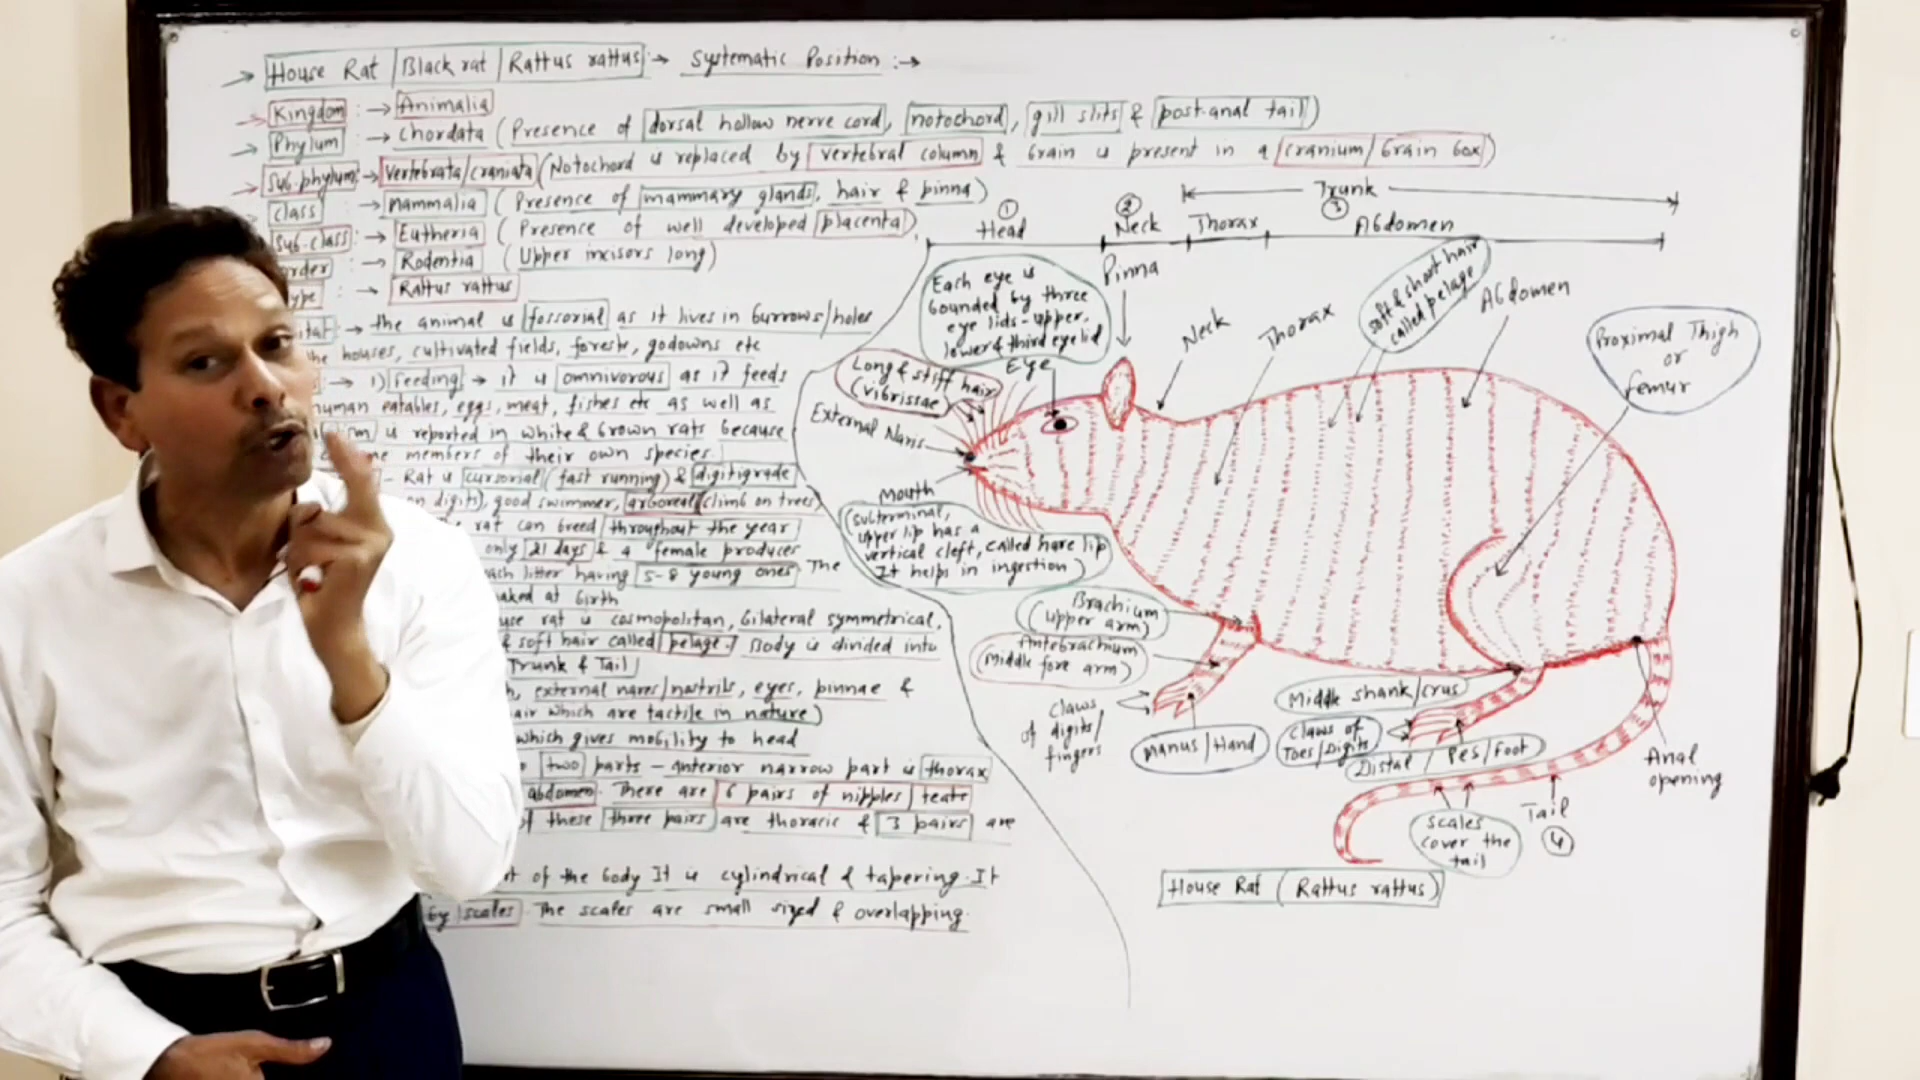 House Rat | Black rat | Rattus rattus :→ Systematic Position :→
Kingdom :→ Animalia
Phylum :→ Chordata (Presence of dorsal hollow nerve cord, notochord, gill slits & post-anal tail)
Sub.phylum → Vertebrata/craniata (Notochord is replaced by vertebral column & brain is present in a cranium/brain box)
Class → Mammalia (Presence of mammary glands, hair & pinna)
Sub.class :→ Eutheria (Presence of well developed placenta)
order :→ Rodentia (Upper incisors long)
ype :→ Rattus rattus
itat :→ the animal is fossorial as it lives in burrows/holes
the houses, cultivated fields, forests, godowns etc
s → 1) Feeding → it is omnivorous as it feeds
human eatables, eggs, meat, fishes etc as well as
m is reported in white & brown rats because
me members of their own species.
- Rat is cursorial (fast running) & digitigrade
on digits), good swimmer, arboreal (climb on trees)
rat can breed throughout the year
only 21 days & a female produces
ach litter having 5-8 young ones. The
naked at birth
use rat is cosmopolitan, bilateral symmetrical,
& soft hair called pelage. Body is divided into
Trunk & Tail
h, external nares/nostrils, eyes, pinnae &
air which are tactile in nature)
which gives mobility to head
two parts - anterior narrow part is thorax
abdomen. There are 6 pairs of nipples/teats
f these three pairs are thoracic & 3 pairs are
t of the body It is cylindrical & tapering. It
by scales. The scales are small sized & overlapping.
Trunk
① Head
② Neck
③
Thorax
Abdomen
Each eye is
bounded by three
eye lids - upper,
lower & third eyelid
Eye
Pinna
Neck
Thorax
soft & short hair
called pelage
Abdomen
Proximal Thigh
or
femur
Long & stiff hair
(vibrissae
External Naris
Mouth
(subterminal,
upper lip has a
vertical cleft, called hare lip
It helps in ingestion)
Brachium
(upper arm)
Antebrachium
(Middle fore arm)
Claws
of digits/
fingers
Manus/Hand
Middle shank/crus
Claws of
Toes/Digits
Distal / Pes/Foot
Anal
opening
Scales
cover the
tail
Tail
④
House Rat (Rattus rattus)